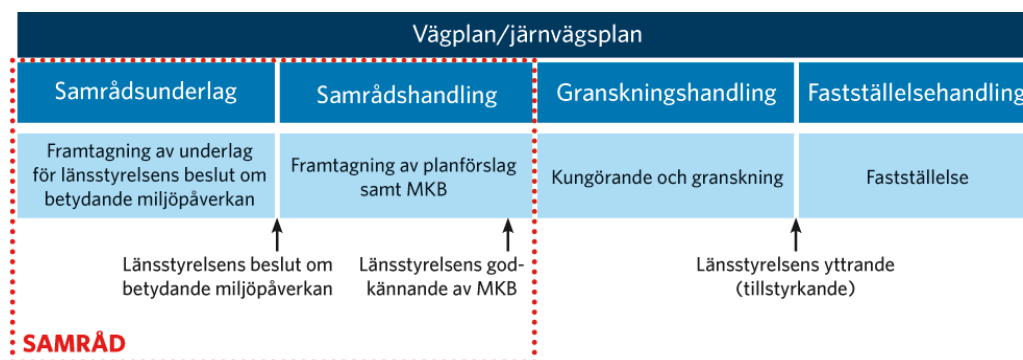 Vägplan/järnvägsplan
Samrådsunderlag
Samrådshandling
Granskningshandling
Fastställelsehandling
Framtagning av underlag
för länsstyrelsens beslut om
betydande miljöpåverkan
Framtagning av planförslag
samt MKB
Kungörande och granskning
Fastställelse
Länsstyrelsens beslut om
betydande miljöpåverkan
Länsstyrelsens god-
kännande av MKB
Länsstyrelsens yttrande
(tillstyrkande)
SAMRÅD